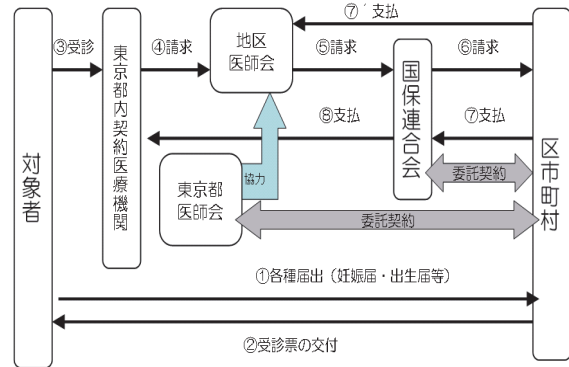 ⑦´支払
③受診
④請求
地区
医師会
⑤請求
⑥請求
東京都内契約医療機関
国保連合会
⑧支払
⑦支払
対象者
区市町村
協力
東京都
医師会
委託契約
委託契約
①各種届出（妊娠届・出生届等）
②受診票の交付